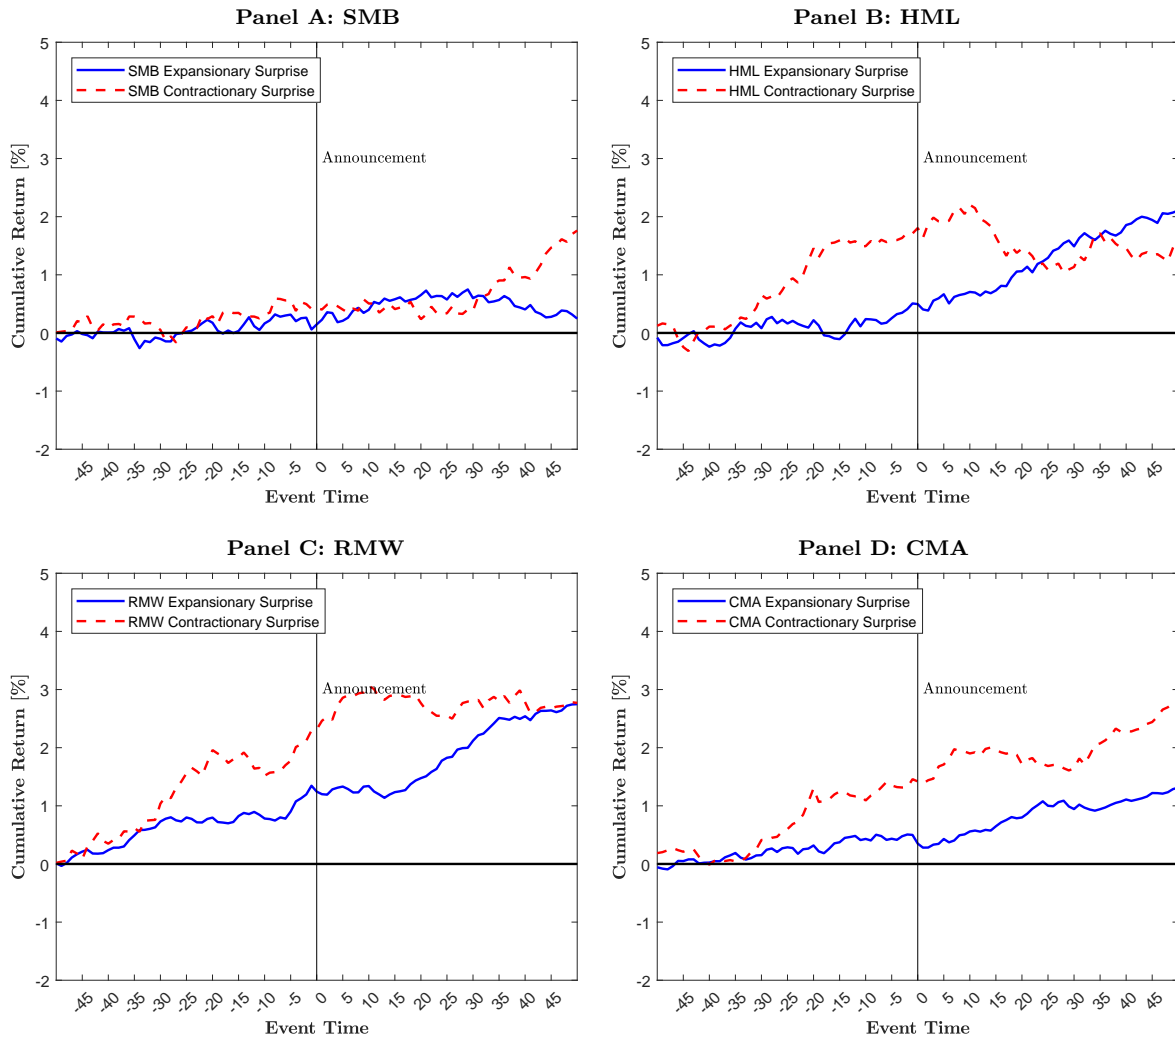 Panel A: SMB
5
4
3
2
1
0
-1
-2
Cumulative Return [%]
SMB Expansionary Surprise
SMB Contractionary Surprise
Announcement
-45 -40 -35 -30 -25 -20 -15 -10 -5 0 5 10 15 20 25 30 35 40 45
Event Time
Panel B: HML
5
4
3
2
1
0
-1
-2
Cumulative Return [%]
HML Expansionary Surprise
HML Contractionary Surprise
Announcement
-45 -40 -35 -30 -25 -20 -15 -10 -5 0 5 10 15 20 25 30 35 40 45
Event Time
Panel C: RMW
5
4
3
2
1
0
-1
-2
Cumulative Return [%]
RMW Expansionary Surprise
RMW Contractionary Surprise
Announcement
-45 -40 -35 -30 -25 -20 -15 -10 -5 0 5 10 15 20 25 30 35 40 45
Event Time
Panel D: CMA
5
4
3
2
1
0
-1
-2
Cumulative Return [%]
CMA Expansionary Surprise
CMA Contractionary Surprise
Announcement
-45 -40 -35 -30 -25 -20 -15 -10 -5 0 5 10 15 20 25 30 35 40 45
Event Time